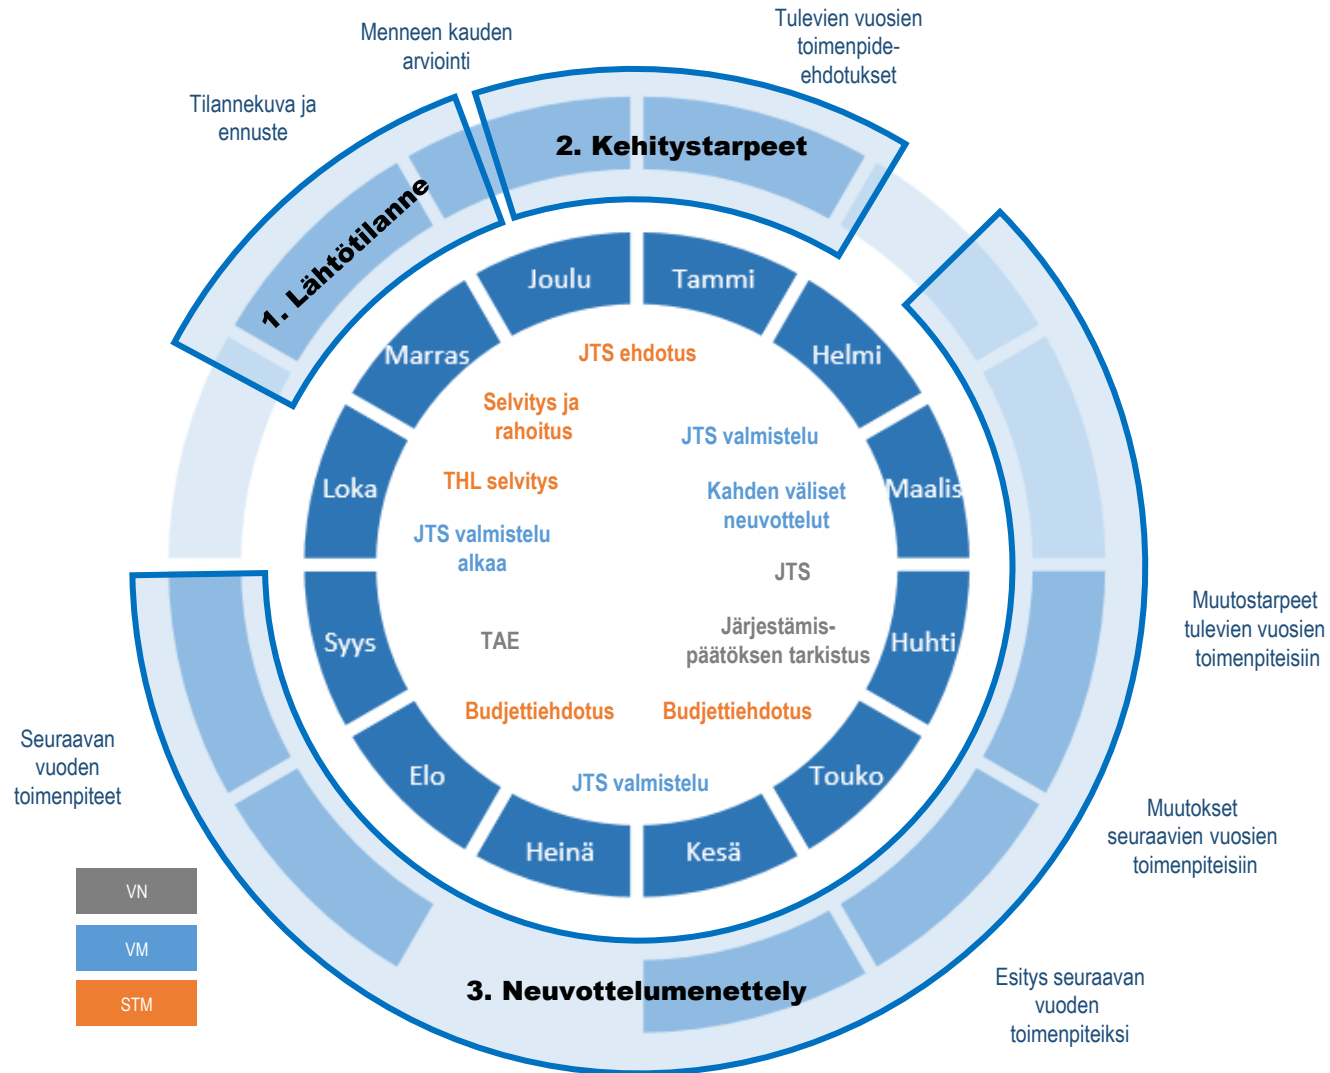 Menneen kauden
arviointi
Tulevien vuosien
toimenpide-
ehdotukset
Tilannekuva ja
ennuste
2. Kehitystarpeet
1. Lähtötilanne
Joulu
Tammi
Marras
Helmi
Loka
Maalis
Syys
Huhti
Elo
Touko
Heinä
Kesä
JTS ehdotus
Selvitys ja
rahoitus
JTS valmistelu
THL selvitys
Kahden väliset
neuvottelut
JTS valmistelu
alkaa
JTS
TAE
Järjestämis-
päätöksen tarkistus
Budjettiehdotus
Budjettiehdotus
JTS valmistelu
Muutostarpeet
tulevien vuosien
toimenpiteisiin
Seuraavan
vuoden
toimenpiteet
Muutokset
seuraavien vuosien
toimenpiteisiin
3. Neuvottelumenettely
Esitys seuraavan
vuoden
toimenpiteiksi
VN
VM
STM